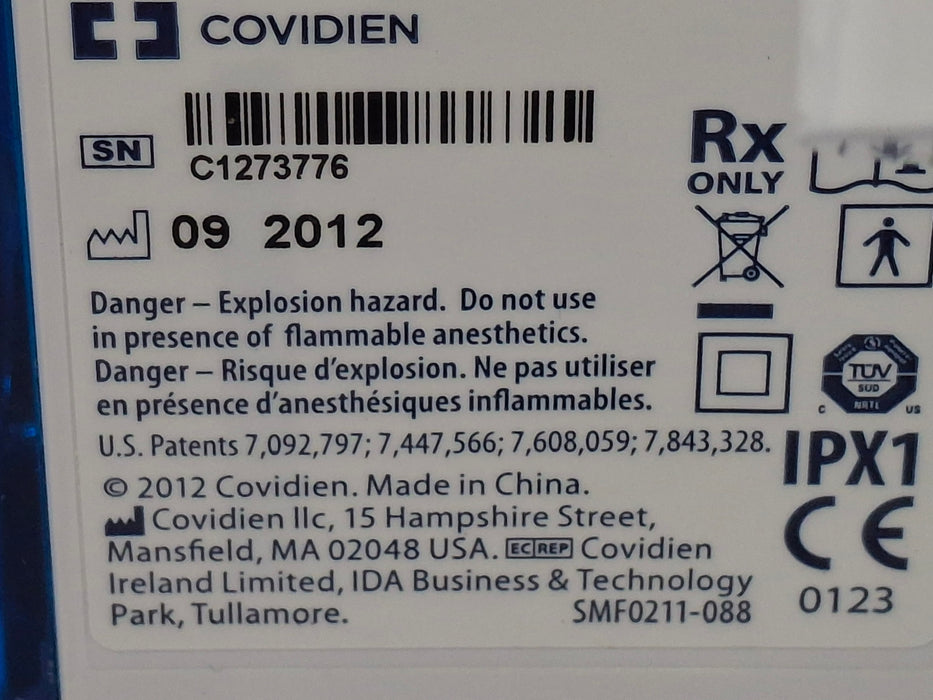 COVIDIEN
SN
C1273776
09 2012
Rx
ONLY
Danger – Explosion hazard. Do not use
in presence of flammable anesthetics.
Danger – Risque d'explosion. Ne pas utiliser
en présence d'anesthésiques inflammables.
U.S. Patents 7,092,797; 7,447,566; 7,608,059; 7,843,328.
© 2012 Covidien. Made in China.
Covidien llc, 15 Hampshire Street,
Mansfield, MA 02048 USA. EC REP Covidien
Ireland Limited, IDA Business & Technology
Park, Tullamore. SMF0211-088
TÜV
SÜD
NRTL
C US
IPX1
CE
0123